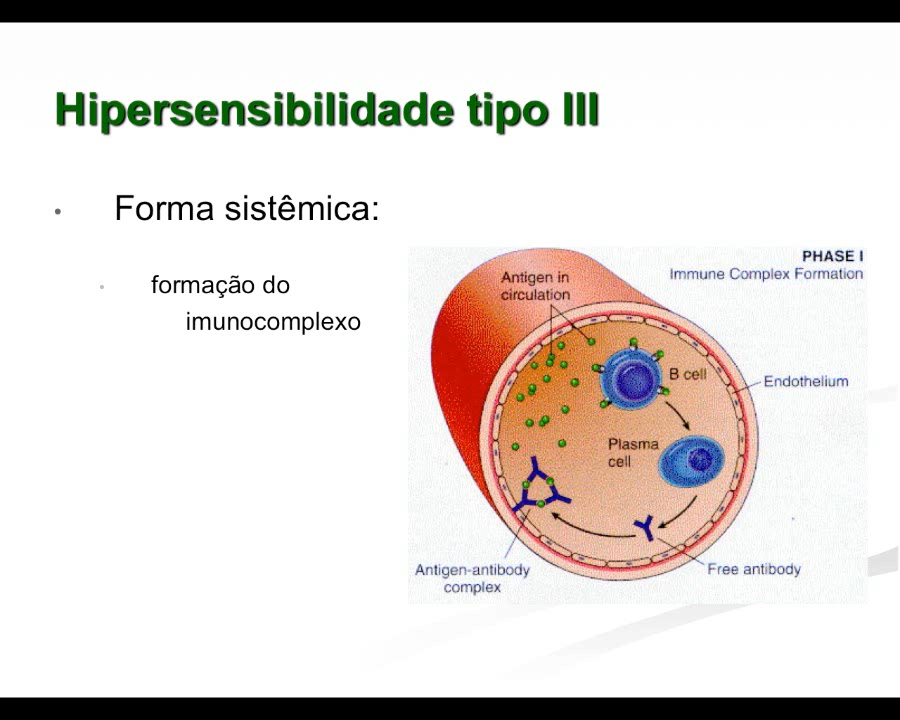 Hipersensibilidade tipo III
• Forma sistêmica:
• formação do
imunocomplexo
PHASE I
Immune Complex Formation
Antigen in
circulation
B cell
Endothelium
Plasma
cell
Antigen-antibody
complex
Free antibody